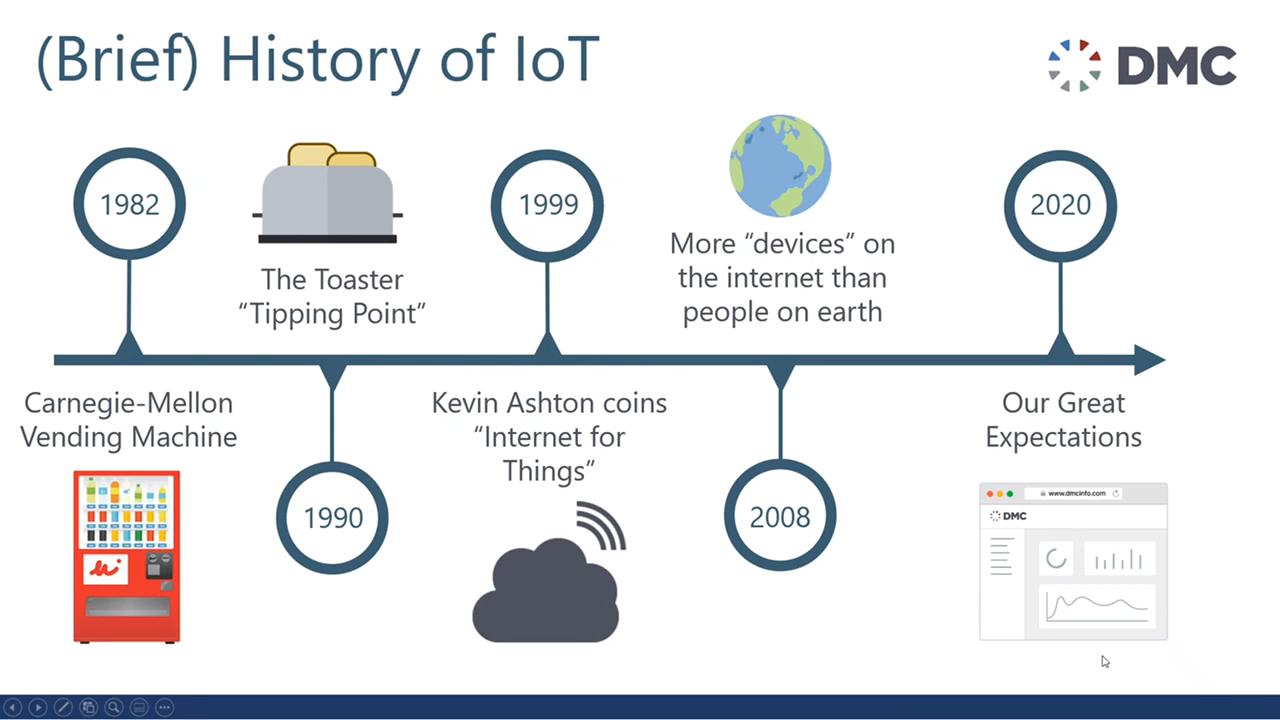 (Brief) History of IoT
DMC
1982
The Toaster
“Tipping Point”
1999
More “devices” on
the internet than
people on earth
2020
Carnegie-Mellon
Vending Machine
1990
Kevin Ashton coins
“Internet for
Things”
2008
Our Great
Expectations
www.dmcinfo.com
DMC